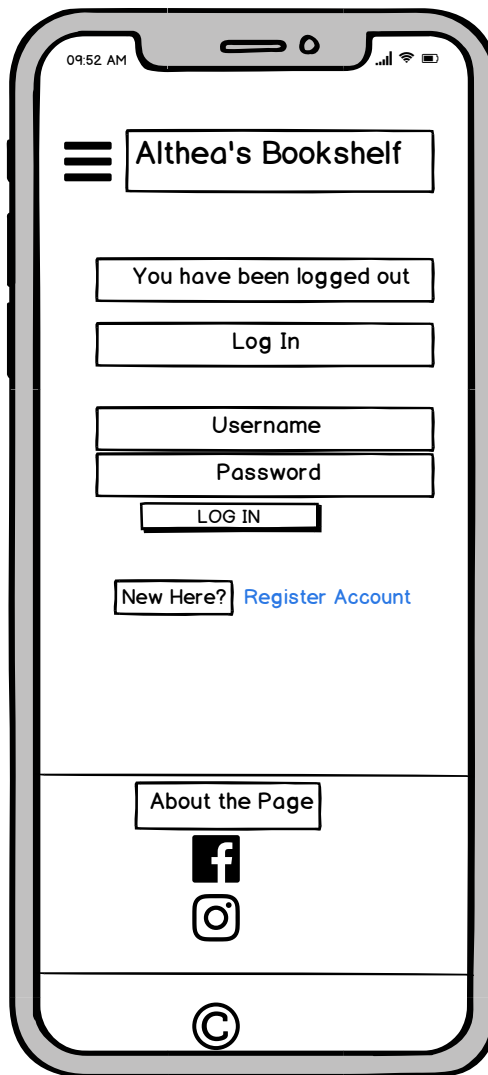 09:52 AM
Althea's Bookshelf
You have been logged out
Log In
Username
Password
LOG IN
New Here? Register Account
About the Page
©